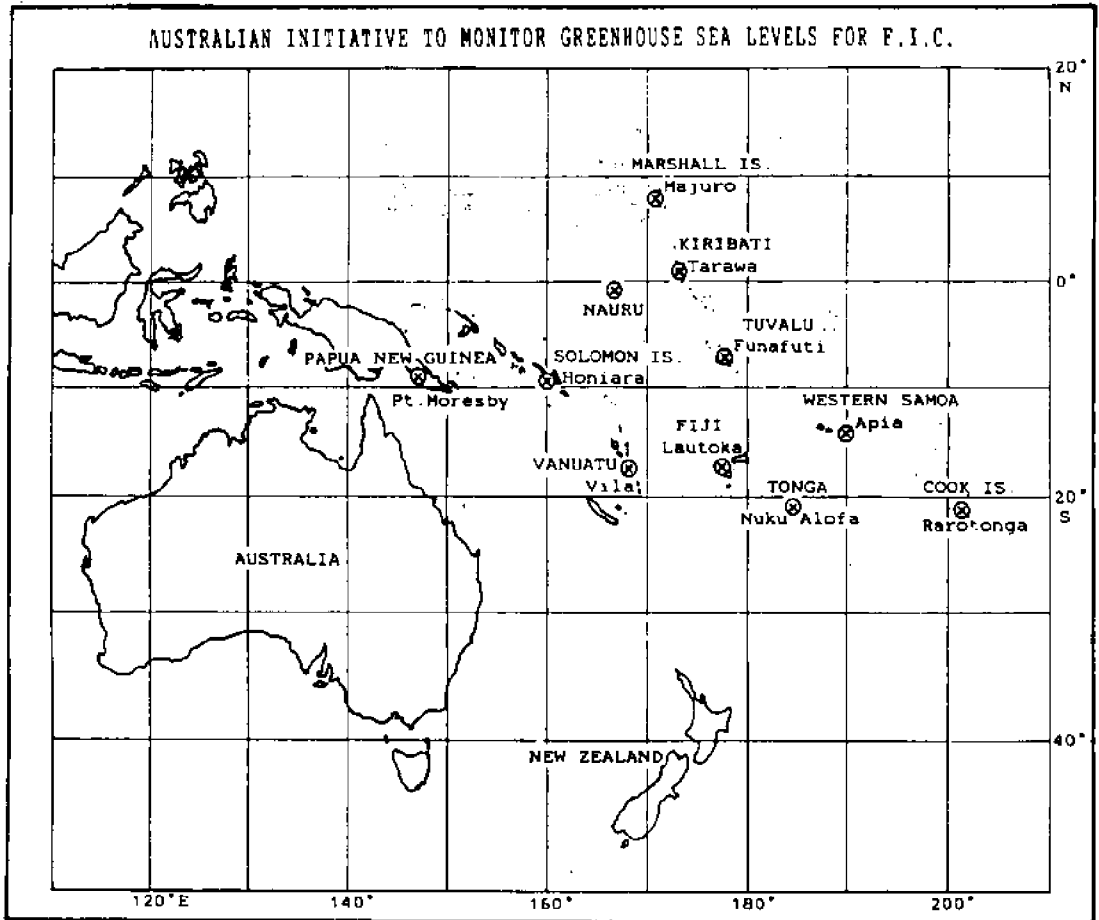 AUSTRALIAN INITIATIVE TO MONITOR GREENHOUSE SEA LEVELS FOR F.I.C.
20°
N
MARSHALL IS.
Majuro
KIRIBATI
Tarawa
0°
NAURU
TUVALU
Funafuti
PAPUA NEW GUINEA
SOLOMON IS.
Honiara
Pt.Moresby
WESTERN SAMOA
Apia
FIJI
Lautoka
VANUATU
Vila
TONGA
COOK IS.
20°
S
Nuku Alofa
Rarotonga
AUSTRALIA
40°
NEW ZEALAND
120°E 140° 160° 180° 200°